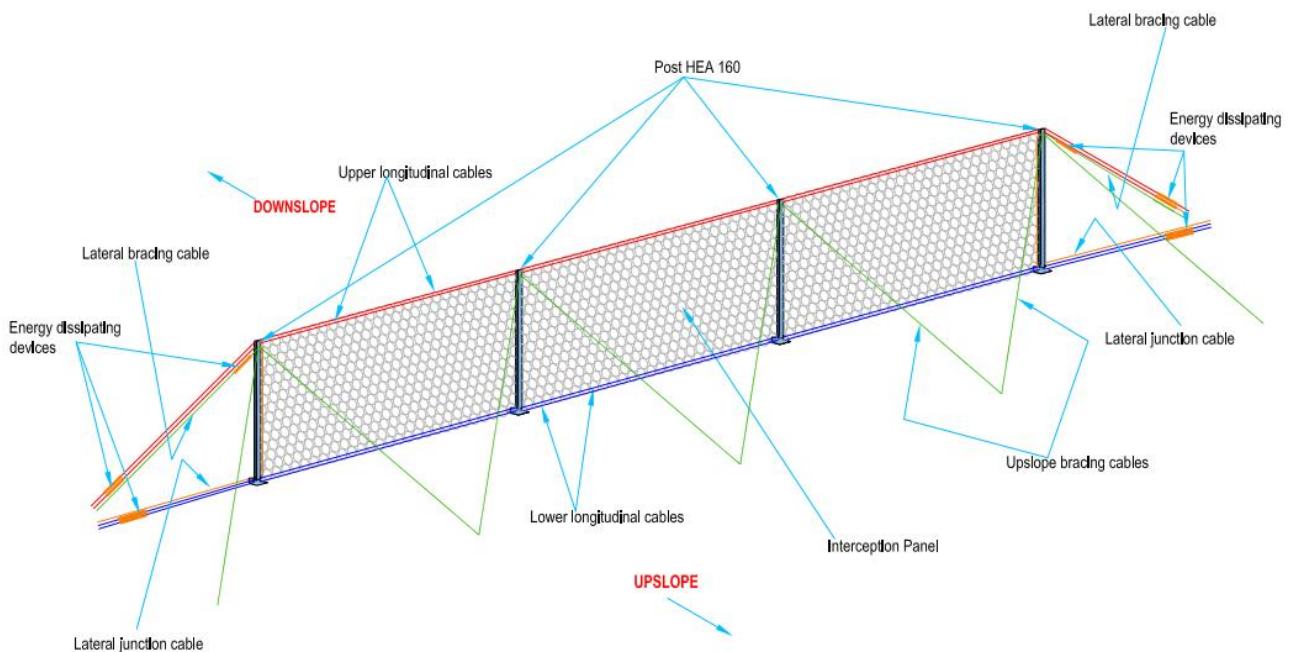 Lateral bracing cable
Post HEA 160
Energy dissipating
devices
Upper longitudinal cables
DOWNSLOPE
Lateral bracing cable
Energy dissipating
devices
Lateral junction cable
Upslope bracing cables
Lower longitudinal cables
Interception Panel
UPSLOPE
Lateral junction cable